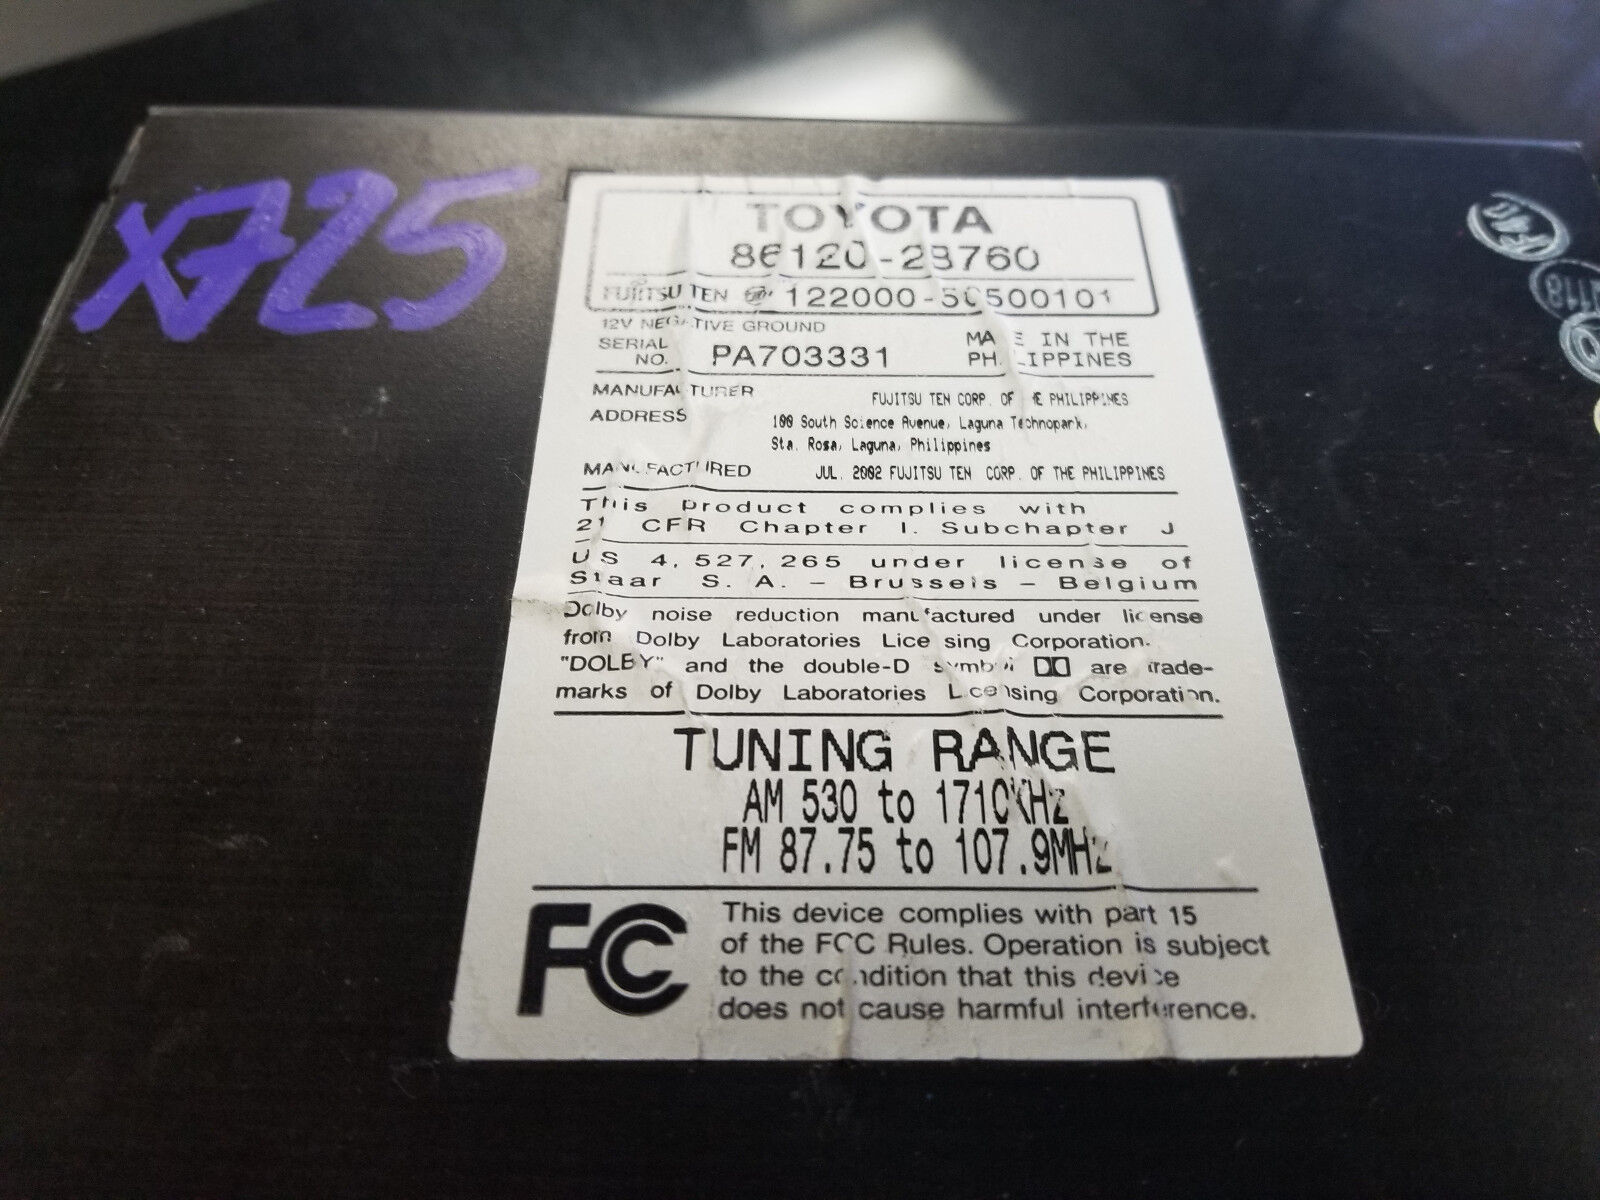 X725
TOYOTA
86120-2B760
FUJITSU TEN 122000-50500101
12V NEGATIVE GROUND
SERIAL NO. PA703331
MADE IN THE PHILIPPINES
MANUFACTURER FUJITSU TEN CORP. OF THE PHILIPPINES
ADDRESS 100 South Science Avenue, Laguna Technopark,
Sta. Rosa, Laguna, Philippines
MANUFACTURED JUL. 2002 FUJITSU TEN CORP. OF THE PHILIPPINES
This product complies with
21 CFR Chapter I. Subchapter J
US 4,527,265 under license of
Staar S. A. – Brussels – Belgium
Dolby noise reduction manufactured under license
from Dolby Laboratories Licensing Corporation.
"DOLBY" and the double-D symbol are trade-
marks of Dolby Laboratories Licensing Corporation.
TUNING RANGE
AM 530 to 1710KHz
FM 87.75 to 107.9MHz
FC This device complies with part 15
of the FCC Rules. Operation is subject
to the condition that this device
does not cause harmful interference.